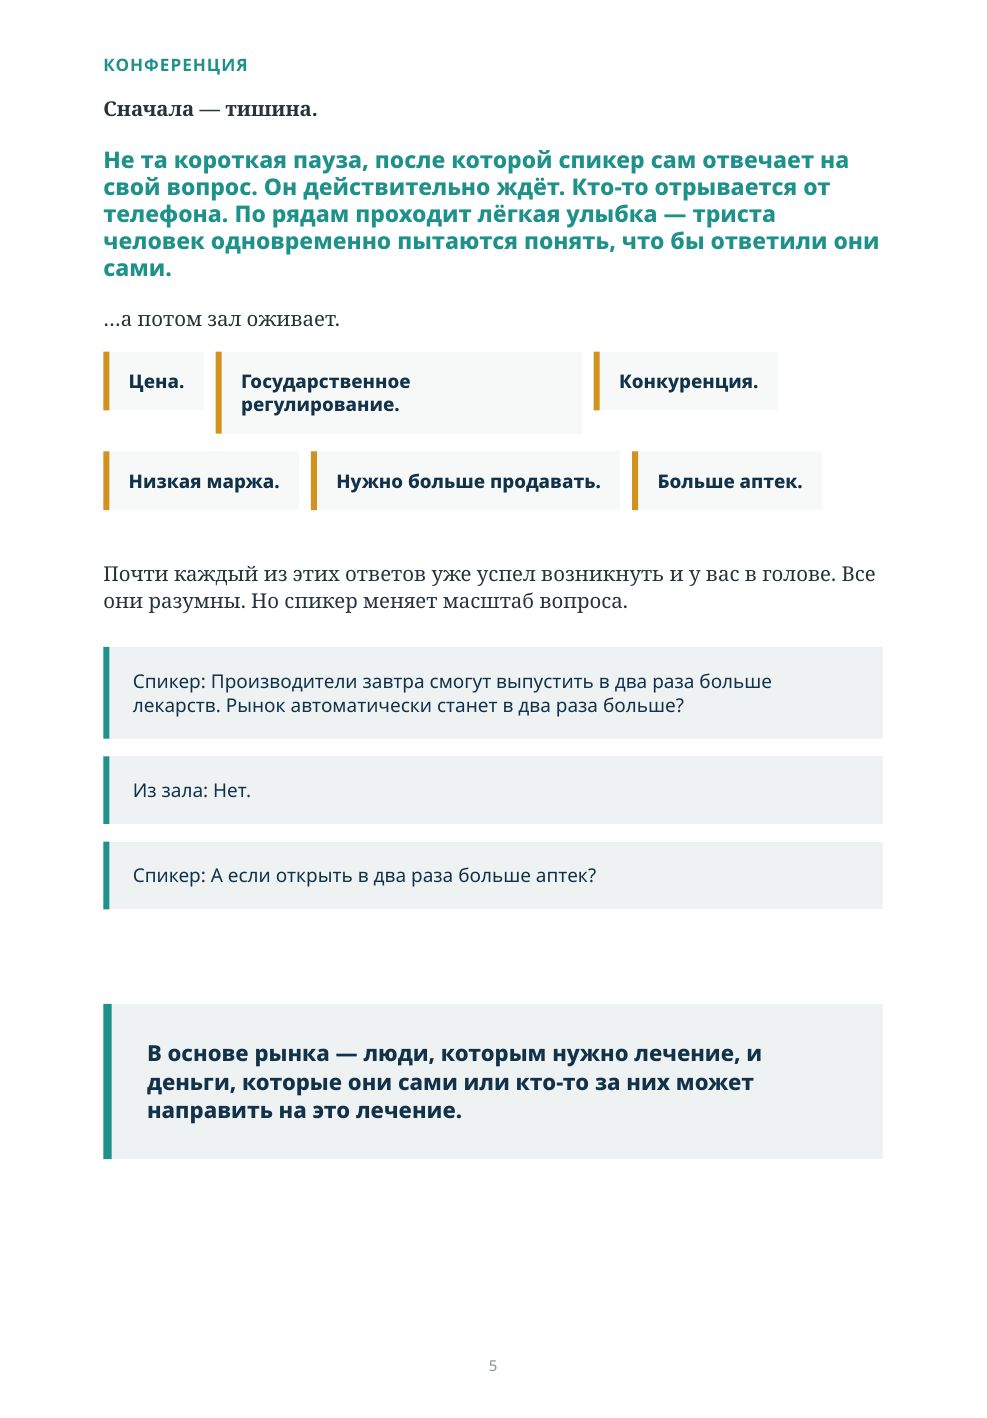 КОНФЕРЕНЦИЯ
Сначала — тишина.
Не та короткая пауза, после которой спикер сам отвечает на
свой вопрос. Он действительно ждёт. Кто-то отрывается от
телефона. По рядам проходит лёгкая улыбка — триста
человек одновременно пытаются понять, что бы ответили они
сами.
…а потом зал оживает.
Цена.
Государственное
регулирование.
Конкуренция.
Низкая маржа.
Нужно больше продавать.
Больше аптек.
Почти каждый из этих ответов уже успел возникнуть и у вас в голове. Все
они разумны. Но спикер меняет масштаб вопроса.
Спикер: Производители завтра смогут выпустить в два раза больше
лекарств. Рынок автоматически станет в два раза больше?
Из зала: Нет.
Спикер: А если открыть в два раза больше аптек?
В основе рынка — люди, которым нужно лечение, и
деньги, которые они сами или кто-то за них может
направить на это лечение.
5